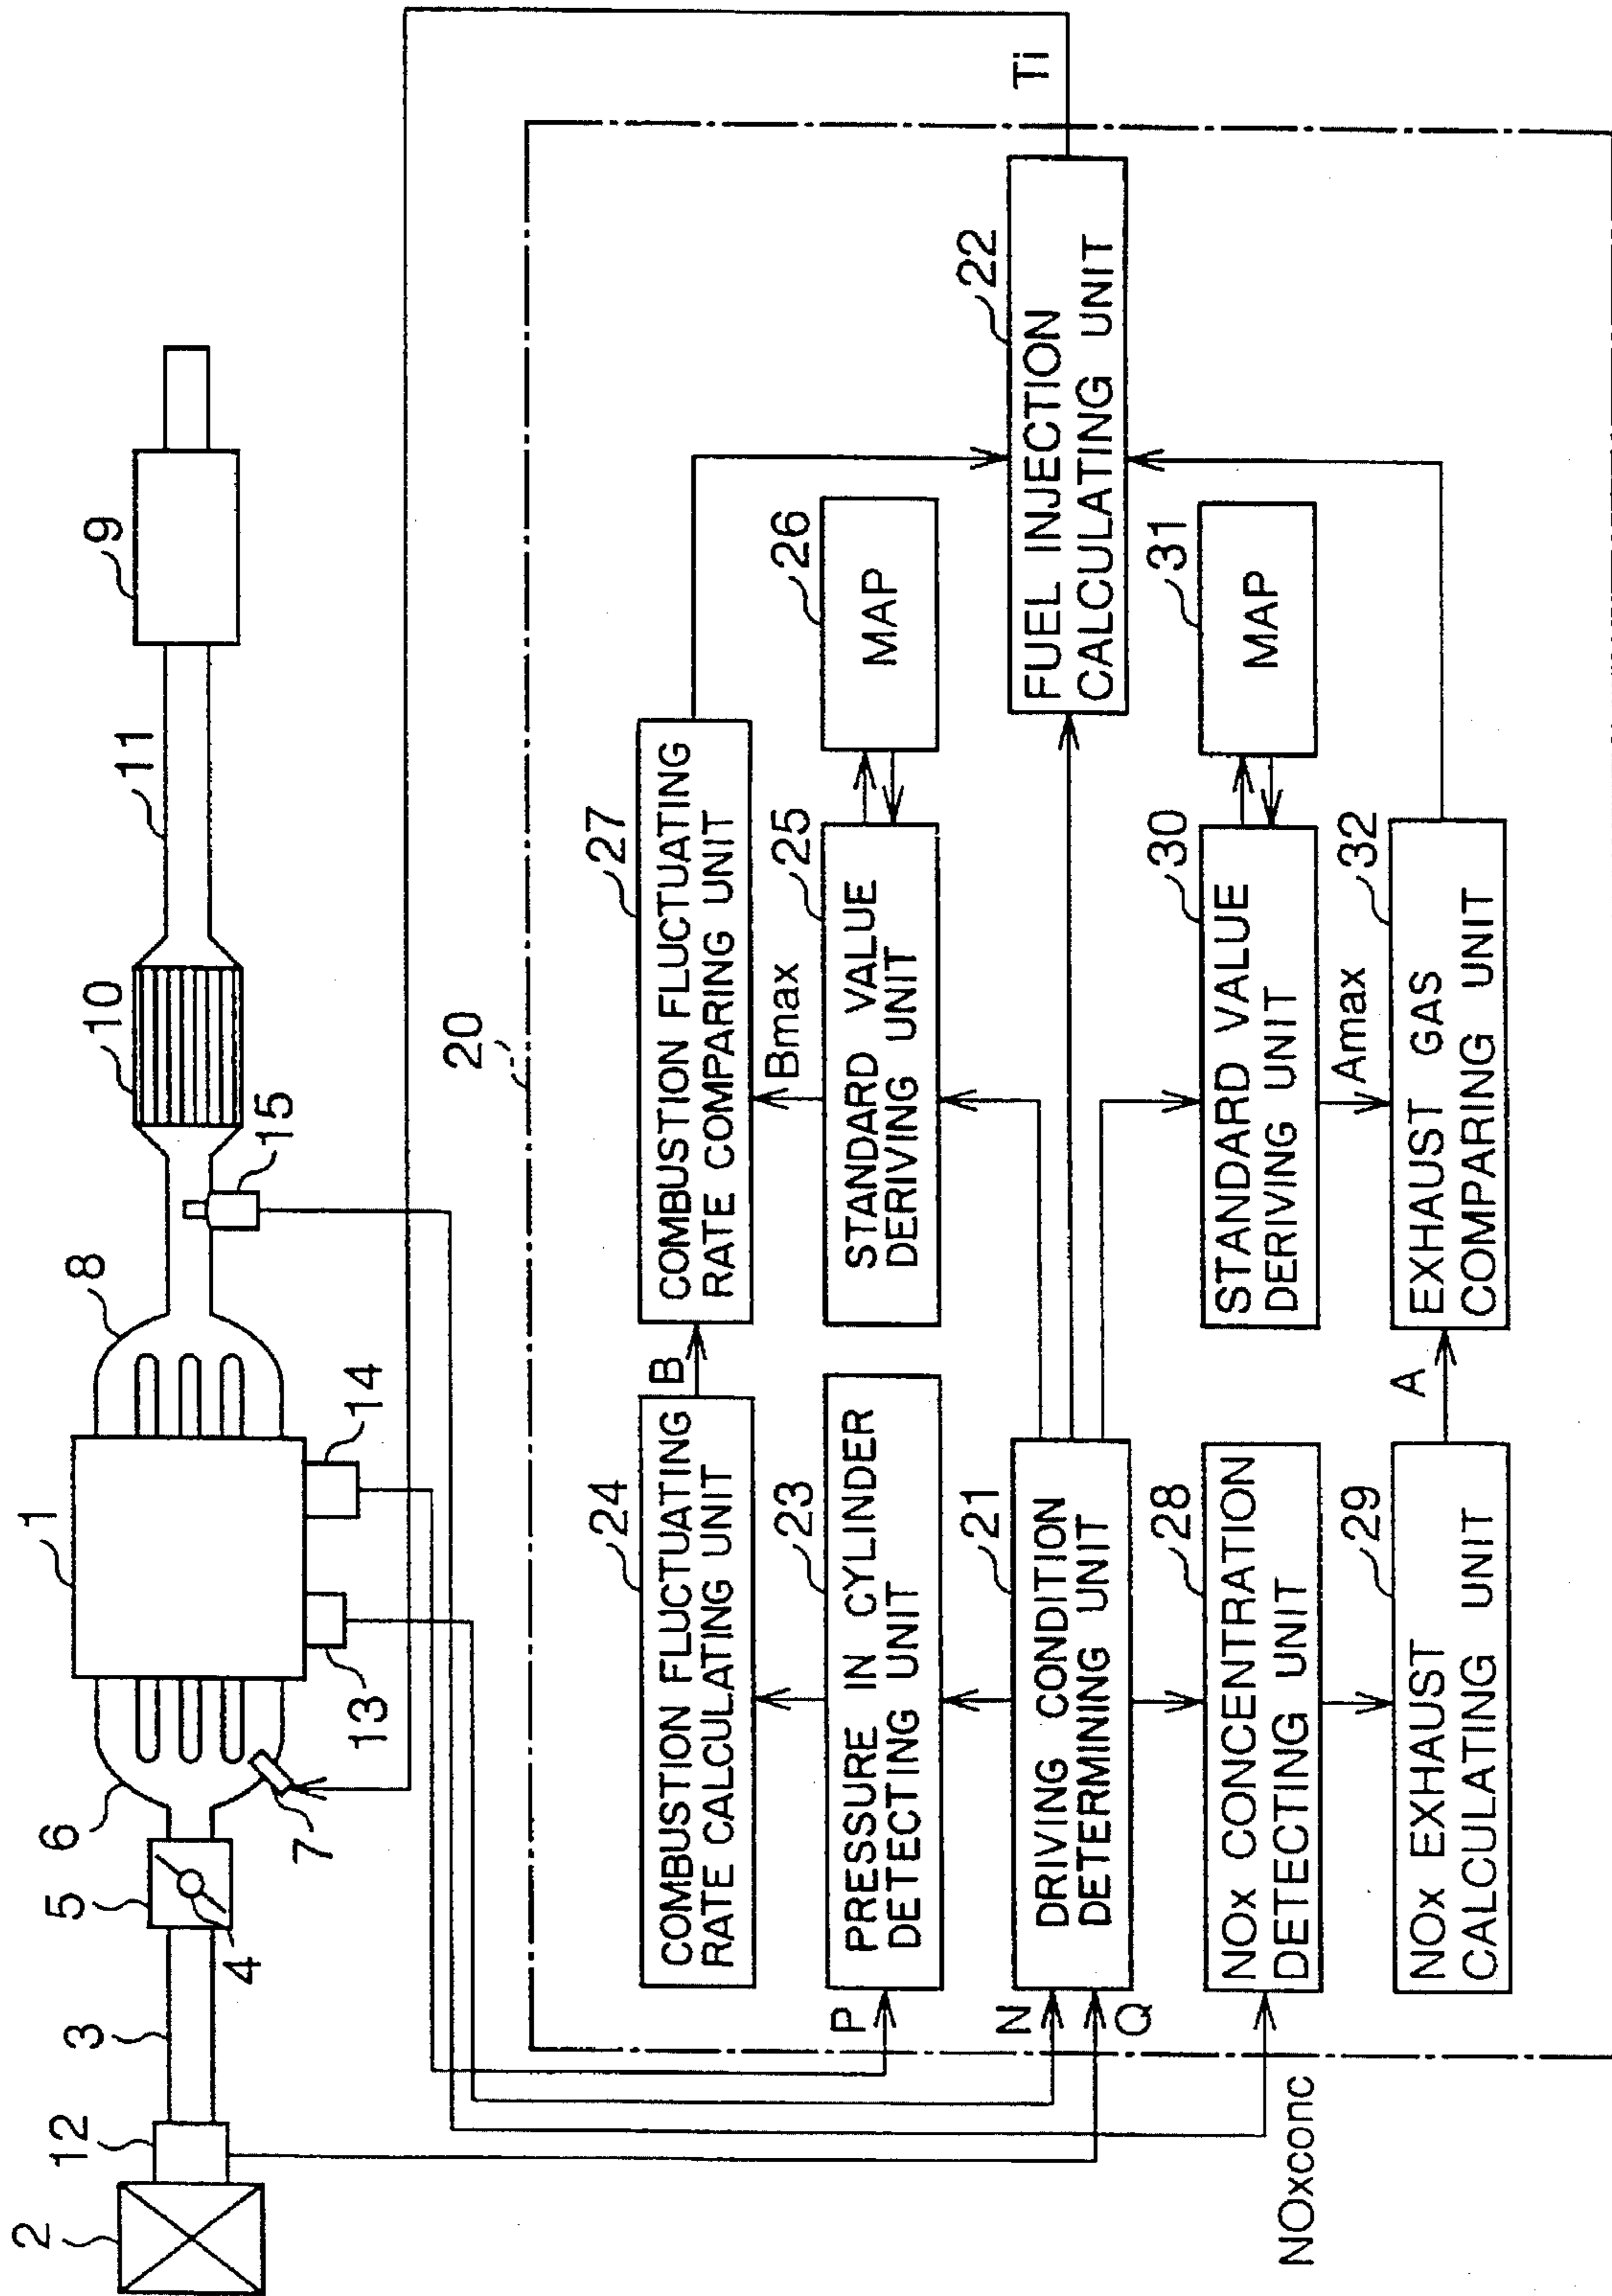 2
12
3
4
5
6
7
13
1
14
8
15
10
11
9
20
Ti
COMBUSTION FLUCTUATING
RATE CALCULATING UNIT
24
B
COMBUSTION FLUCTUATING
RATE COMPARING UNIT
27
P
PRESSURE IN CYLINDER
DETECTING UNIT
23
Bmax
STANDARD VALUE
DERIVING UNIT
25
MAP
26
N
Q
DRIVING CONDITION
DETERMINING UNIT
21
FUEL INJECTION
CALCULATING UNIT
22
NOxconc
NOx CONCENTRATION
DETECTING UNIT
28
STANDARD VALUE
DERIVING UNIT
30
MAP
31
NOx EXHAUST
CALCULATING UNIT
29
A
Amax
EXHAUST GAS
COMPARING UNIT
32